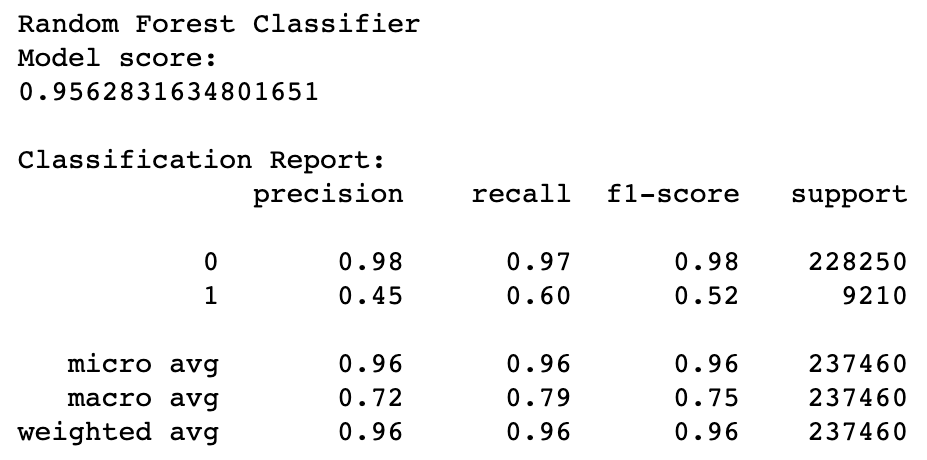 Random Forest Classifier
Model score:
0.9562831634801651
Classification Report:
precision recall f1-score support
0 0.98 0.97 0.98 228250
1 0.45 0.60 0.52 9210
micro avg 0.96 0.96 0.96 237460
macro avg 0.72 0.79 0.75 237460
weighted avg 0.96 0.96 0.96 237460